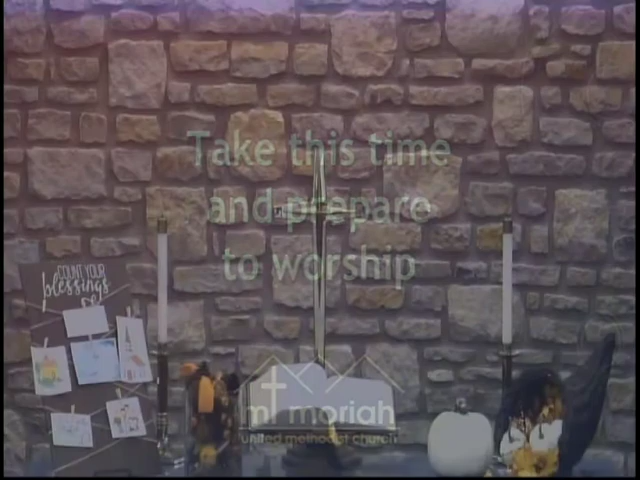 Take this time
and prepare
to worship
COUNT YOUR
blessings
mt moriah
united methodist church